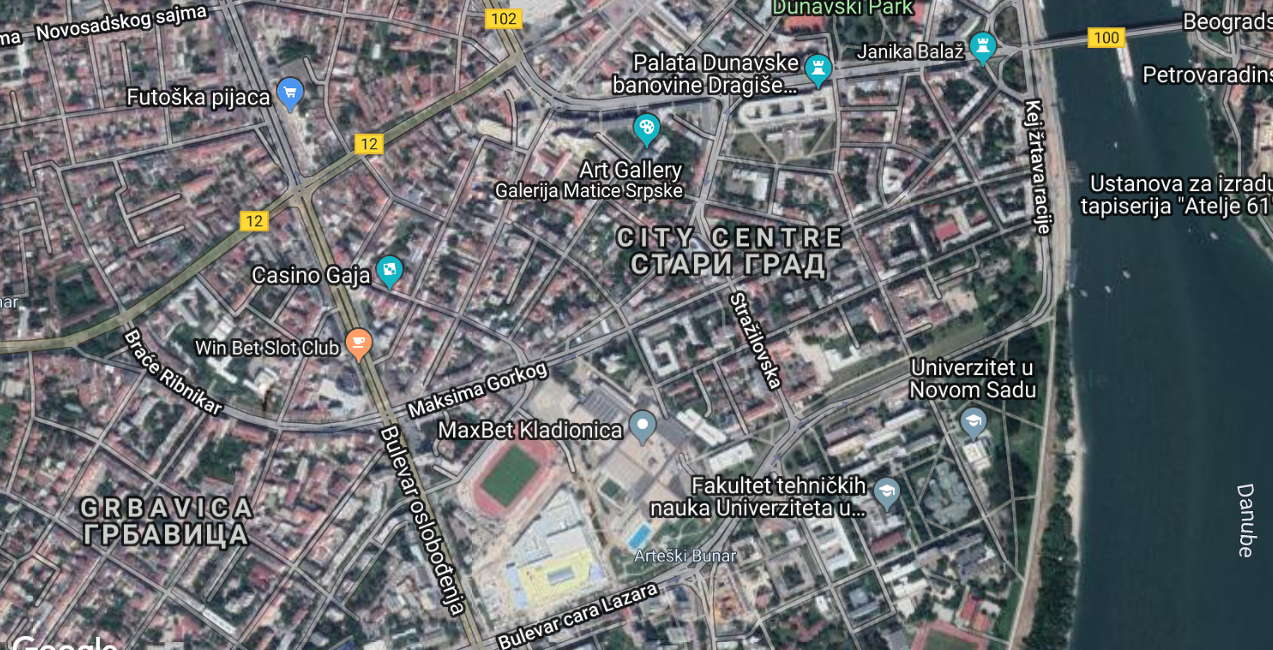 Novosadskog sajma
102
Dunavski Park
Janika Balaž
100
Beograds
Palata Dunavske
banovine Dragiše...
Petrovaradins
Futoška pijaca
12
Kej žrtava racije
Art Gallery
Galerija Matice Srpske
Ustanova za izradu
tapiserija "Atelje 61"
12
CITY CENTRE
СТАРИ ГРАД
Casino Gaja
Stražilovska
Win Bet Slot Club
Braće Ribnikar
Maksima Gorkog
Univerzitet u
Novom Sadu
MaxBet Kladionica
Bulevar oslobođenja
Fakultet tehničkih
nauka Univerziteta u...
GRBAVICA
ГРБАВИЦА
Danube
Arteški Bunar
Bulevar cara Lazara
Google